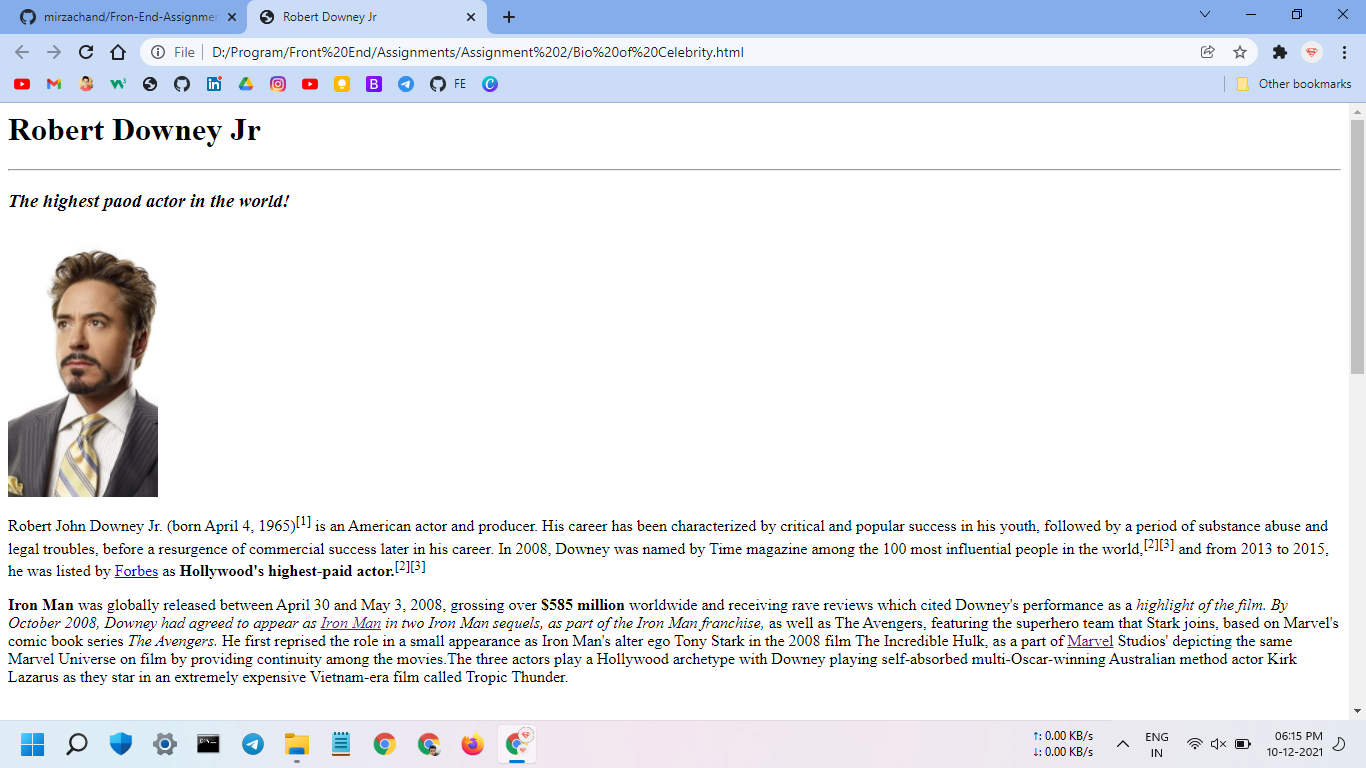 mirzachand/Fron-End-Assignmen
Robert Downey Jr
File
D:/Program/Front%20End/Assignments/Assignment%202/Bio%20of%20Celebrity.html
FE
Other bookmarks
Robert Downey Jr
The highest paod actor in the world!
Robert John Downey Jr. (born April 4, 1965)[1] is an American actor and producer. His career has been characterized by critical and popular success in his youth, followed by a period of substance abuse and
legal troubles, before a resurgence of commercial success later in his career. In 2008, Downey was named by Time magazine among the 100 most influential people in the world,[2][3] and from 2013 to 2015,
he was listed by Forbes as Hollywood's highest-paid actor.[2][3]
Iron Man was globally released between April 30 and May 3, 2008, grossing over $585 million worldwide and receiving rave reviews which cited Downey's performance as a highlight of the film. By
October 2008, Downey had agreed to appear as Iron Man in two Iron Man sequels, as part of the Iron Man franchise, as well as The Avengers, featuring the superhero team that Stark joins, based on Marvel's
comic book series The Avengers. He first reprised the role in a small appearance as Iron Man's alter ego Tony Stark in the 2008 film The Incredible Hulk, as a part of Marvel Studios' depicting the same
Marvel Universe on film by providing continuity among the movies.The three actors play a Hollywood archetype with Downey playing self-absorbed multi-Oscar-winning Australian method actor Kirk
Lazarus as they star in an extremely expensive Vietnam-era film called Tropic Thunder.
↑: 0.00 KB/s
↓: 0.00 KB/s
ENG
IN
06:15 PM
10-12-2021